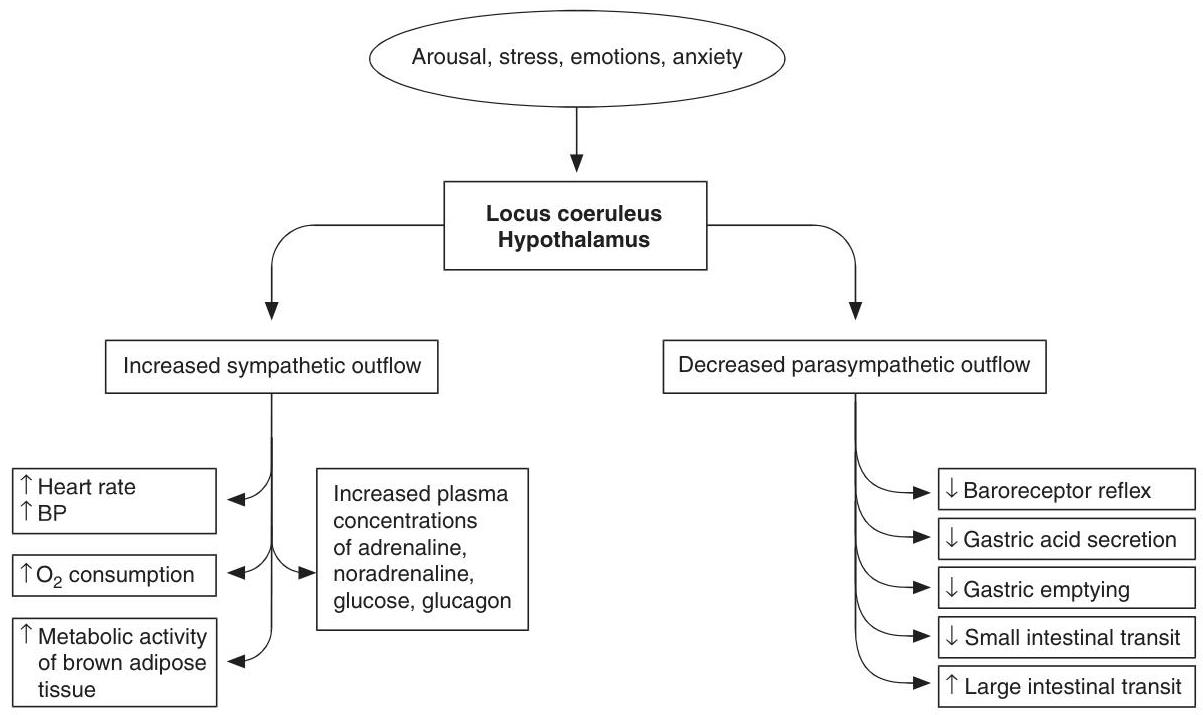 Arousal, stress, emotions, anxiety
Locus coeruleus
Hypothalamus
Increased sympathetic outflow
Decreased parasympathetic outflow
↑ Heart rate
↑ BP
↑ O₂ consumption
↑ Metabolic activity
of brown adipose
tissue
Increased plasma
concentrations
of adrenaline,
noradrenaline,
glucose, glucagon
↓ Baroreceptor reflex
↓ Gastric acid secretion
↓ Gastric emptying
↓ Small intestinal transit
↑ Large intestinal transit